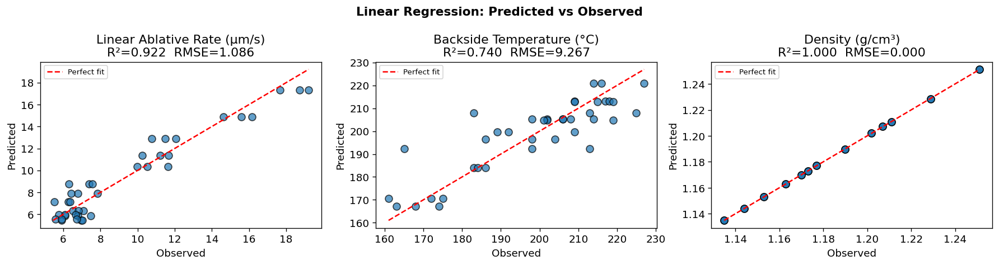 Linear Regression: Predicted vs Observed
Linear Ablative Rate (µm/s)
R²=0.922  RMSE=1.086
Perfect fit
18
16
14
12
10
8
6
Predicted
6 8 10 12 14 16 18
Observed
Backside Temperature (°C)
R²=0.740  RMSE=9.267
Perfect fit
230
220
210
200
190
180
170
160
Predicted
160 170 180 190 200 210 220 230
Observed
Density (g/cm³)
R²=1.000  RMSE=0.000
Perfect fit
1.24
1.22
1.20
1.18
1.16
1.14
Predicted
1.14 1.16 1.18 1.20 1.22 1.24
Observed